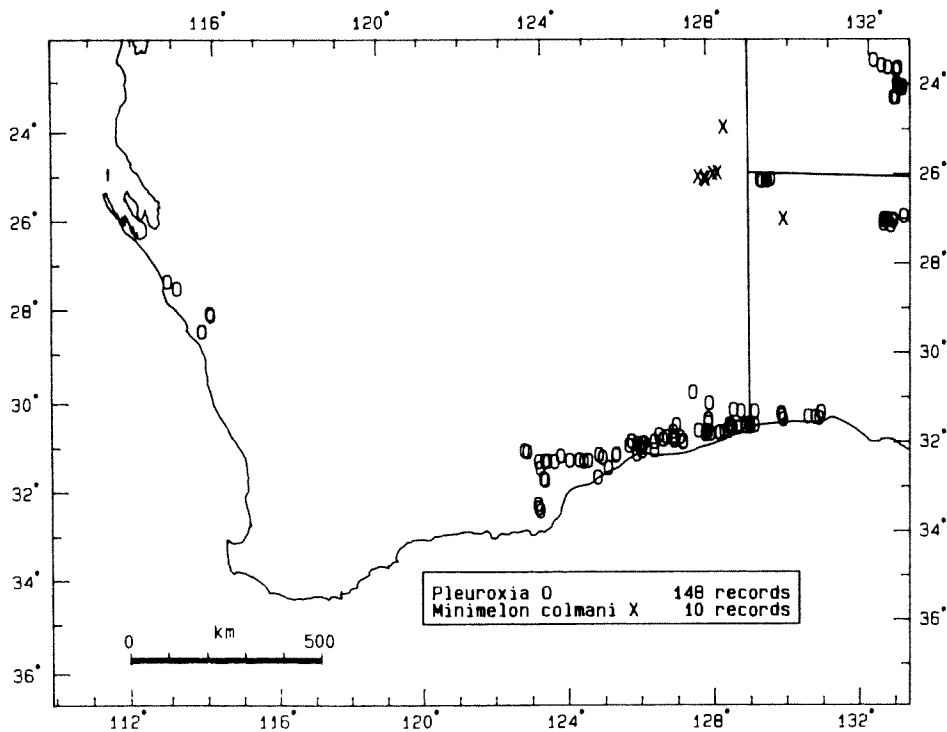 116° 120° 124° 128° 132°
24° 24°
26° 26°
28° 28°
30° 30°
32° 32°
34° 34°
36° 36°
Pleuroxia O 148 records
Minimelon colmani X 10 records
km
0 500
112° 116° 120° 124° 128° 132°